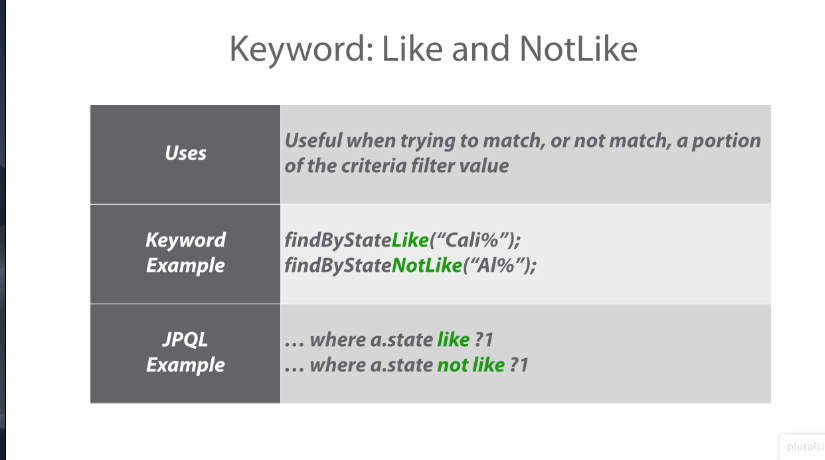 Keyword: Like and NotLike
Uses
Useful when trying to match, or not match, a portion
of the criteria filter value
Keyword
Example
findByStateLike(“Cali%”);
findByStateNotLike(“Al%”);
JPQL
Example
… where a.state like ?1
… where a.state not like ?1